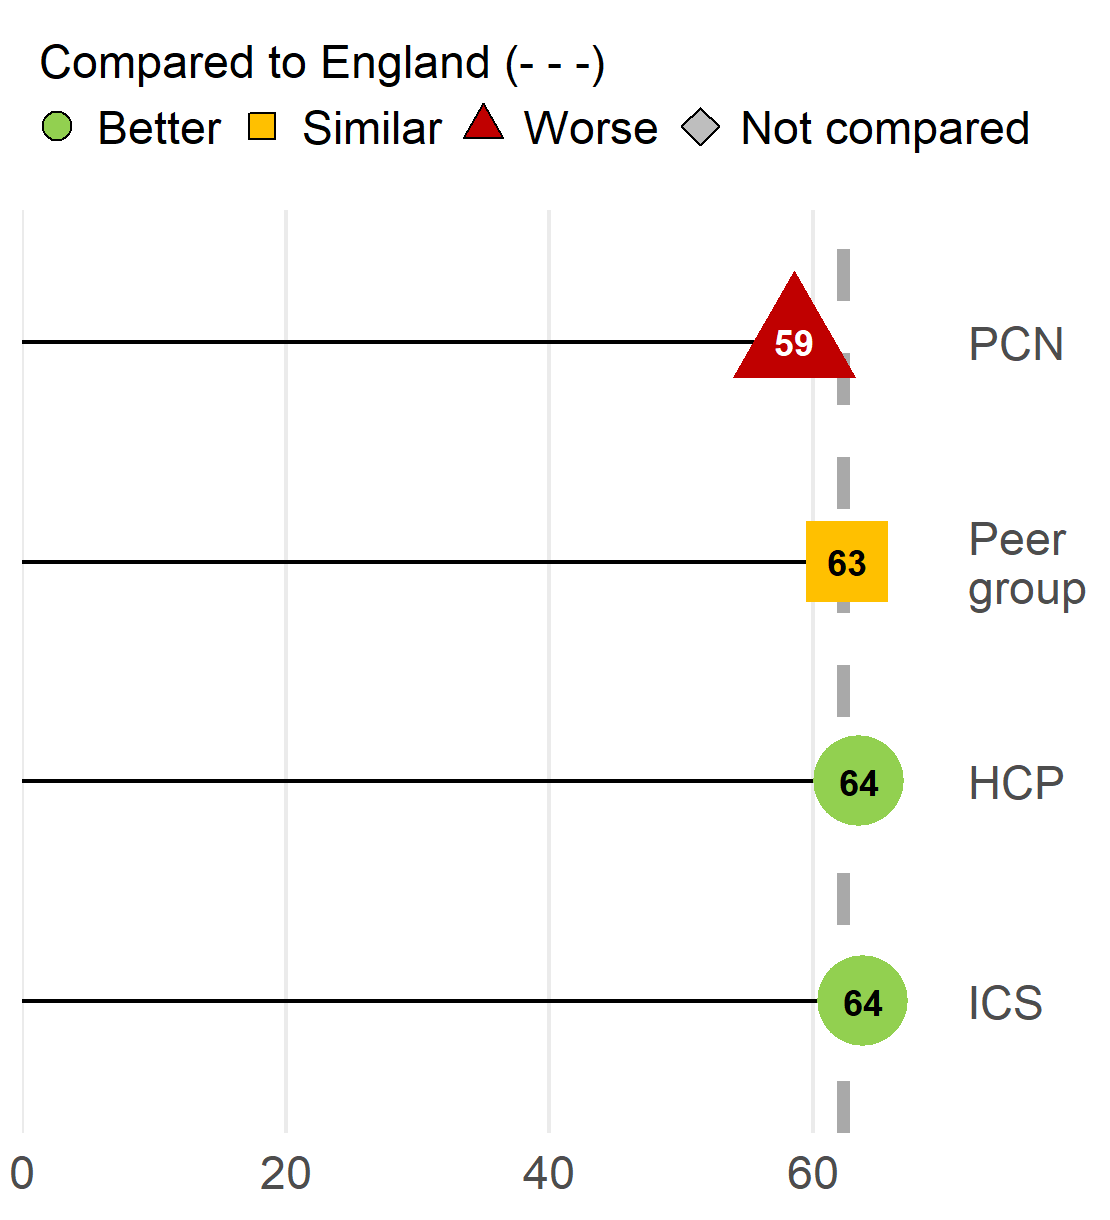 Compared to England (- - -)
Better Similar Worse Not compared
59 PCN
63 Peer
group
64 HCP
64 ICS
0 20 40 60